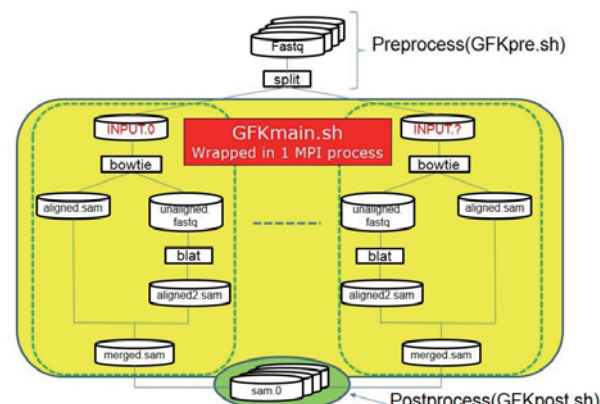 Fastq
Preprocess(GFKpre.sh)
split
INPUT.0
GFKmain.sh
Wrapped in 1 MPI process
INPUT.?
bowtie
bowtie
aligned.sam
unaligned.
fastq
unaligned.
fastq
aligned.sam
blat
blat
aligned2.sam
aligned2.sam
merged.sam
merged.sam
sam.0
Postprocess(GFKpost.sh)